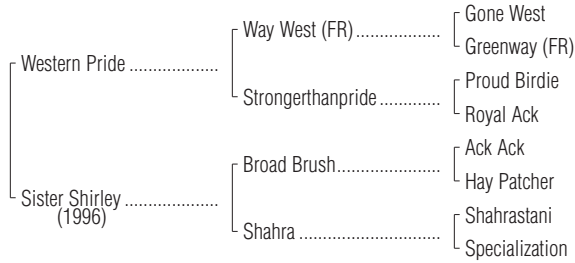 Gone West
Way West (FR) ....................
Greenway (FR)
Western Pride .....................
Proud Birdie
Strongerthanpride ...............
Royal Ack
Ack Ack
Broad Brush.........................
Hay Patcher
Sister Shirley ......................
(1996)
Shahrastani
Shahra .................................
Specialization